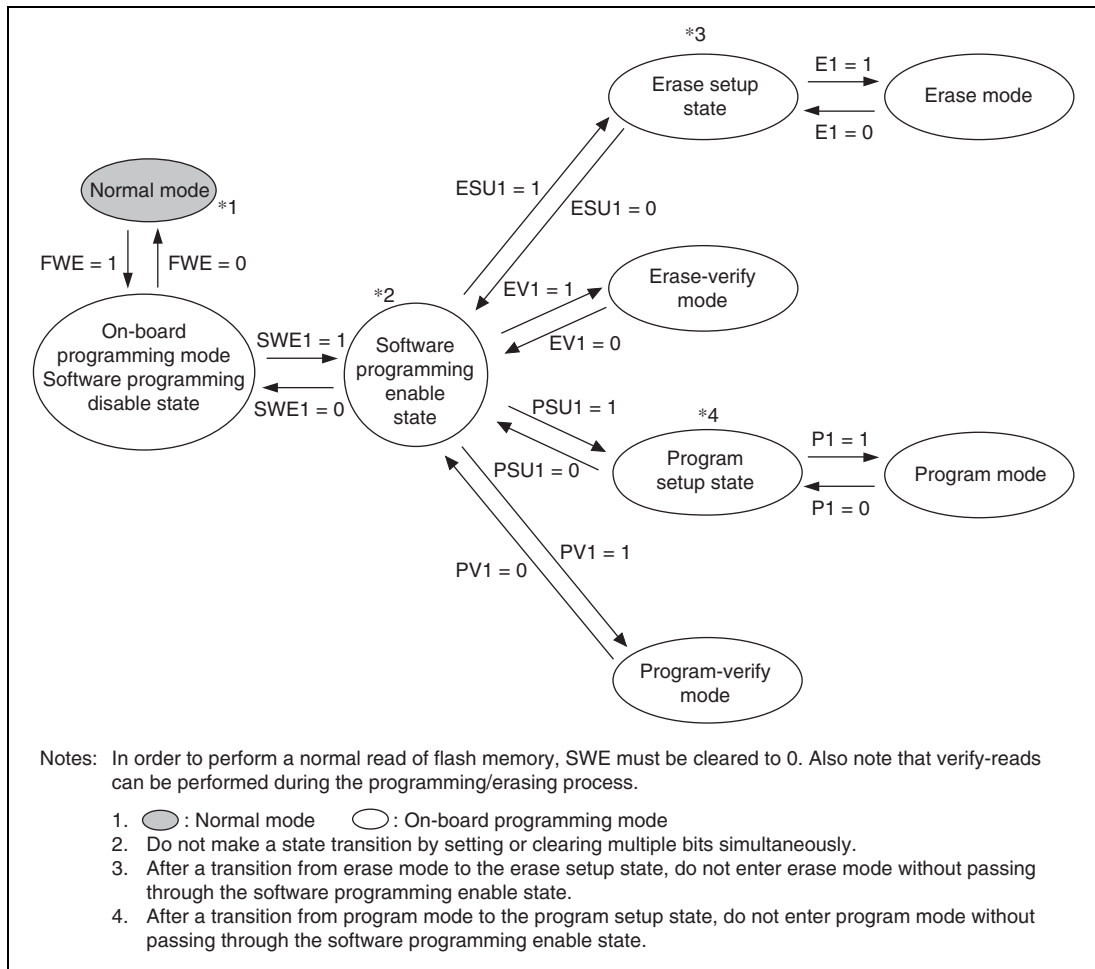 *3
Erase setup
state
E1 = 1
E1 = 0
Erase mode
Normal mode
*1
FWE = 1
FWE = 0
ESU1 = 1
ESU1 = 0
Erase-verify
mode
EV1 = 1
EV1 = 0
*2
On-board
programming mode
Software programming
disable state
SWE1 = 1
SWE1 = 0
Software
programming
enable
state
PSU1 = 1
PSU1 = 0
*4
Program
setup state
P1 = 1
P1 = 0
Program mode
PV1 = 1
PV1 = 0
Program-verify
mode
Notes: In order to perform a normal read of flash memory, SWE must be cleared to 0. Also note that verify-reads
can be performed during the programming/erasing process.
1. : Normal mode : On-board programming mode
2. Do not make a state transition by setting or clearing multiple bits simultaneously.
3. After a transition from erase mode to the erase setup state, do not enter erase mode without passing
through the software programming enable state.
4. After a transition from program mode to the program setup state, do not enter program mode without
passing through the software programming enable state.